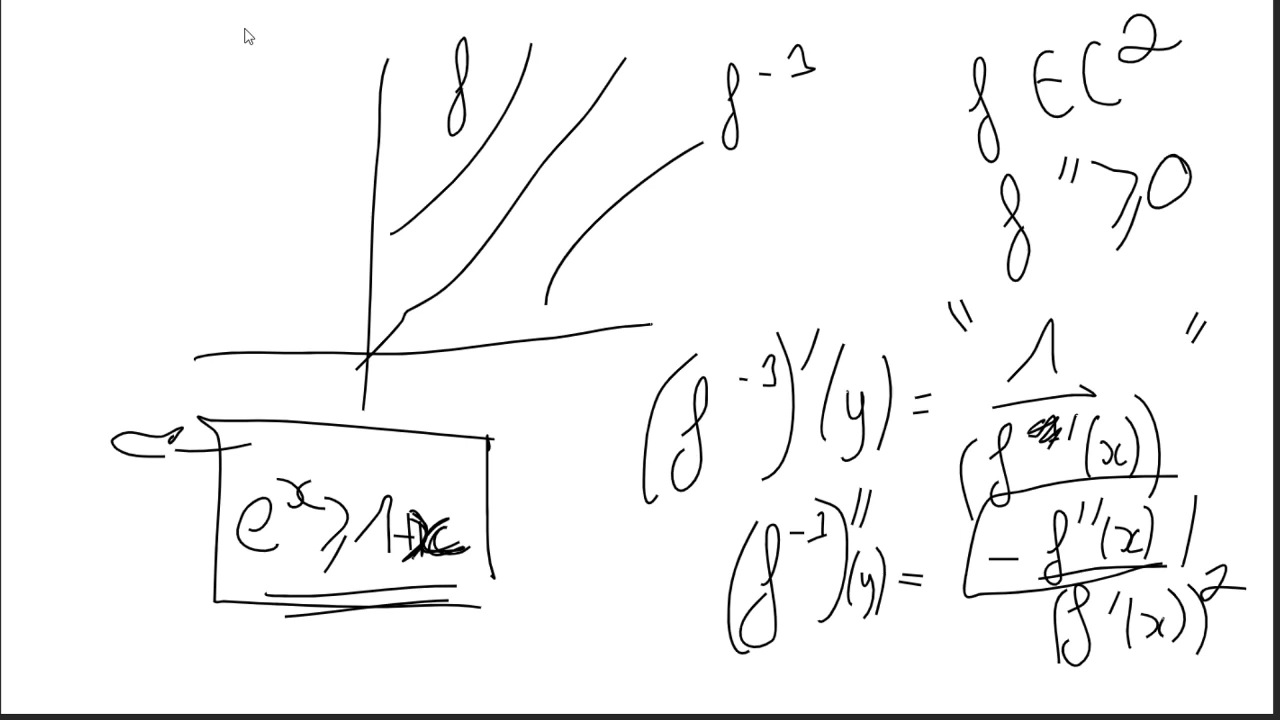 f
f⁻¹
f ∈ C²
f'' ⩾ 0
(f⁻¹)'(y) = " 1 / (f'(x)) "
(f⁻¹)''(y) = - f''(x) / (f'(x))²
eˣ ⩾ 1+x